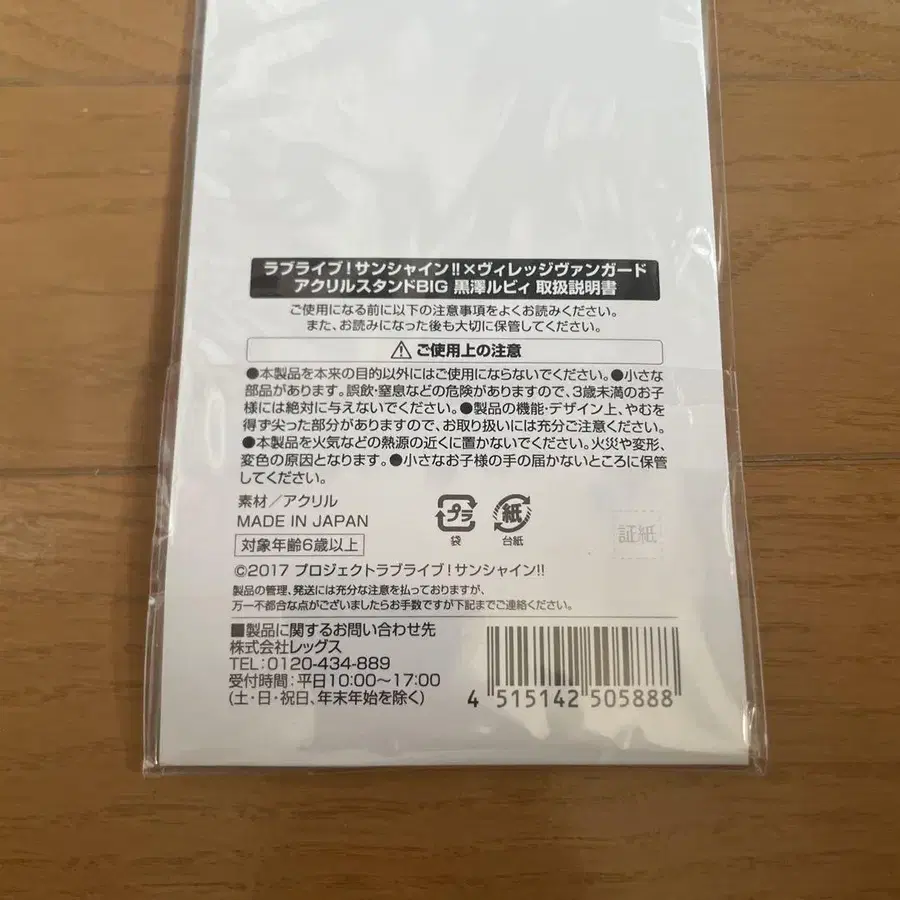 ラブライブ！サンシャイン!!×ヴィレッジヴァンガード
アクリルスタンドBIG 黒澤ルビィ 取扱説明書
ご使用になる前に以下の注意事項をよくお読みください。
また、お読みになった後も大切に保管してください。
⚠ ご使用上の注意
●本製品を本来の目的以外にはご使用にならないでください。●小さな
部品があります。誤飲・窒息などの危険がありますので、3歳未満のお子
様には絶対に与えないでください。●製品の機能・デザイン上、やむを
得ず尖った部分がありますので、お取り扱いには充分ご注意ください。
●本製品を火気などの熱源の近くに置かないでください。火災や変形、
変色の原因となります。●小さなお子様の手の届かないところに保管
してください。
素材／アクリル
MADE IN JAPAN
対象年齢6歳以上
プラ
袋
紙
台紙
証紙
©2017 プロジェクトラブライブ！サンシャイン!!
製品の管理、発送には充分な注意を払っておりますが、
万一不都合な点がございましたらお手数ですが下記までご連絡ください。
■製品に関するお問い合わせ先
株式会社レッグス
TEL:0120-434-889
受付時間:平日10:00～17:00
(土・日・祝日、年末年始を除く)
4 515142 505888